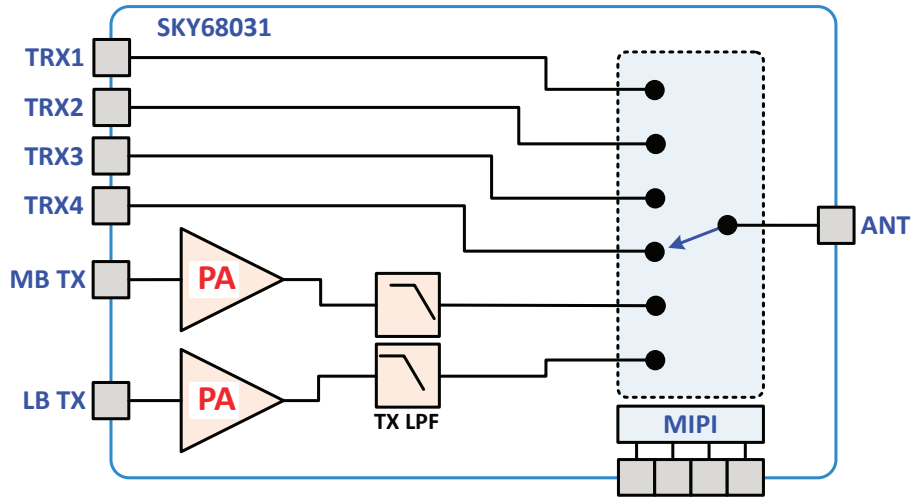 SKY68031
TRX1
TRX2
TRX3
TRX4
ANT
MB TX
PA
LB TX
PA
TX LPF
MIPI